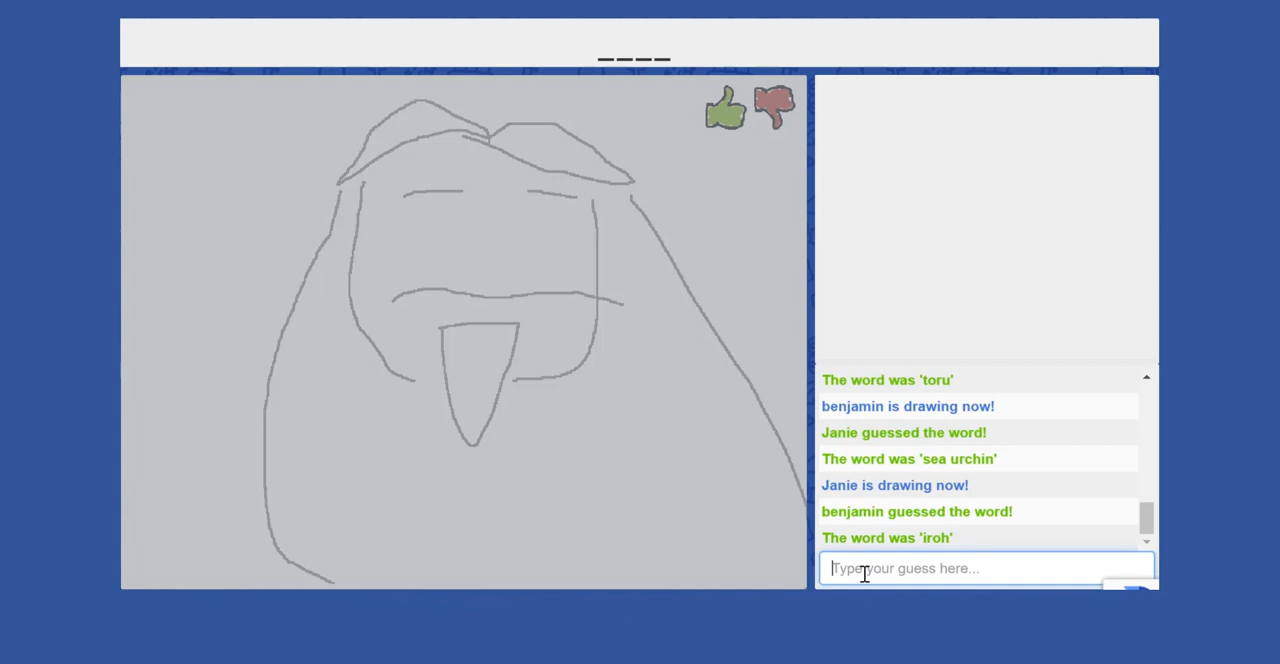 ____
The word was 'toru'
benjamin is drawing now!
Janie guessed the word!
The word was 'sea urchin'
Janie is drawing now!
benjamin guessed the word!
The word was 'iroh'
Type your guess here...